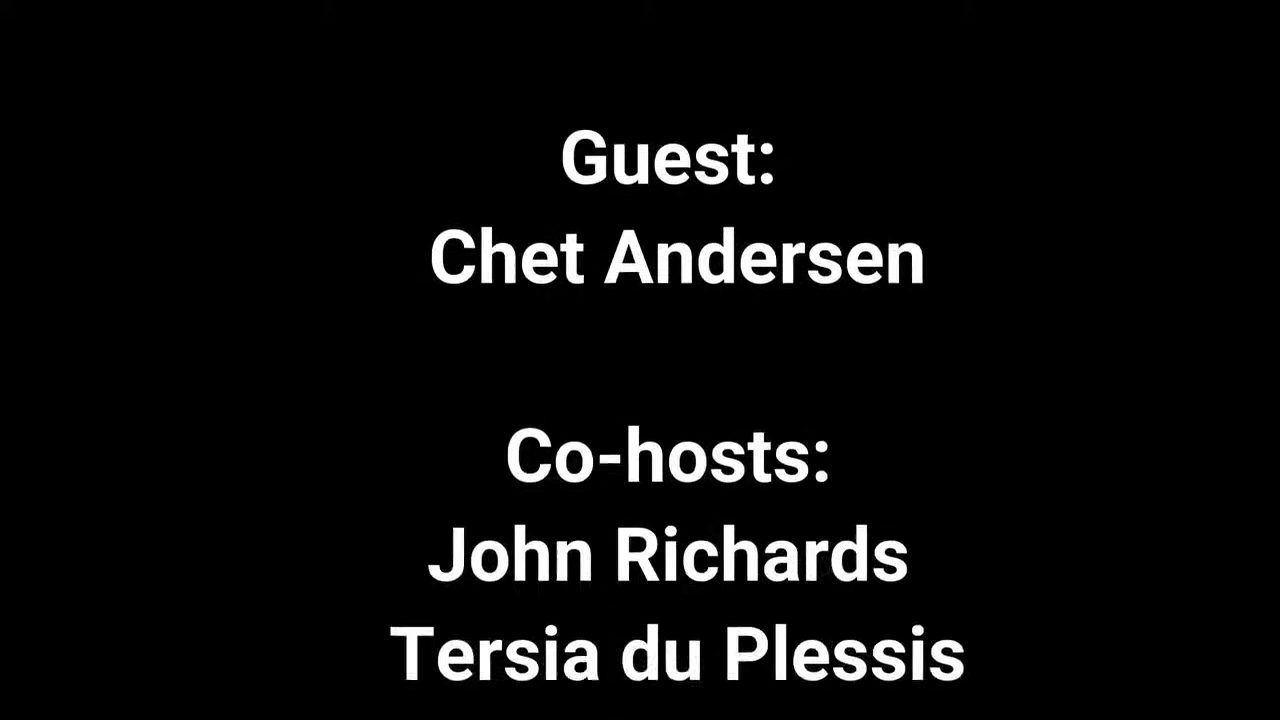 Guest:
Chet Andersen
Co-hosts:
John Richards
Tersia du Plessis